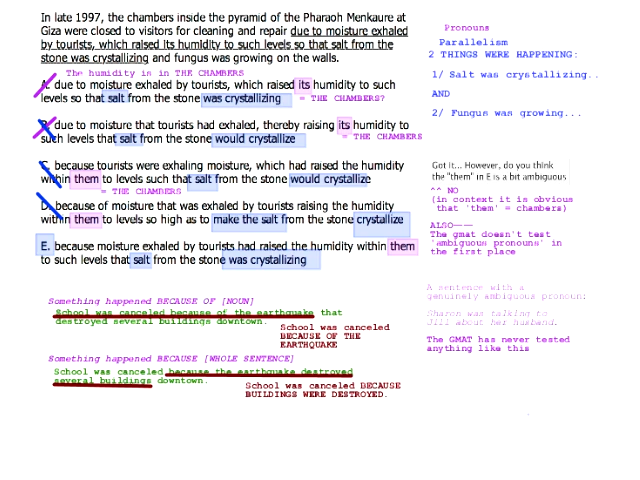 In late 1997, the chambers inside the pyramid of the Pharaoh Menkaure at
Giza were closed to visitors for cleaning and repair due to moisture exhaled
by tourists, which raised its humidity to such levels so that salt from the
stone was crystallizing and fungus was growing on the walls.
The humidity is in THE CHAMBERS
A. due to moisture exhaled by tourists, which raised its humidity to such
levels so that salt from the stone was crystallizing = THE CHAMBERS?
B. due to moisture that tourists had exhaled, thereby raising its humidity to
such levels that salt from the stone would crystallize = THE CHAMBERS
C. because tourists were exhaling moisture, which had raised the humidity
within them to levels such that salt from the stone would crystallize
= THE CHAMBERS
D. because of moisture that was exhaled by tourists raising the humidity
within them to levels so high as to make the salt from the stone crystallize
E. because moisture exhaled by tourists had raised the humidity within them
to such levels that salt from the stone was crystallizing
Something happened BECAUSE OF [NOUN]
School was canceled because of the earthquake that
destroyed several buildings downtown.
School was canceled
BECAUSE OF THE
EARTHQUAKE
Something happened BECAUSE [WHOLE SENTENCE]
School was canceled because the earthquake destroyed
several buildings downtown.
School was canceled BECAUSE
BUILDINGS WERE DESTROYED.
Pronouns
Parallelism
2 THINGS WERE HAPPENING:
1/ Salt was crystallizing..
AND
2/ Fungus was growing...
Got it... However, do you think
the "them" in E is a bit ambiguous
^^ NO
(in context it is obvious
that 'them' = chambers)
ALSO——
The gmat doesn't test
'ambiguous pronouns' in
the first place
A sentence with a
genuinely ambiguous pronoun:
Sharon was talking to
Jill about her husband.
The GMAT has never tested
anything like this